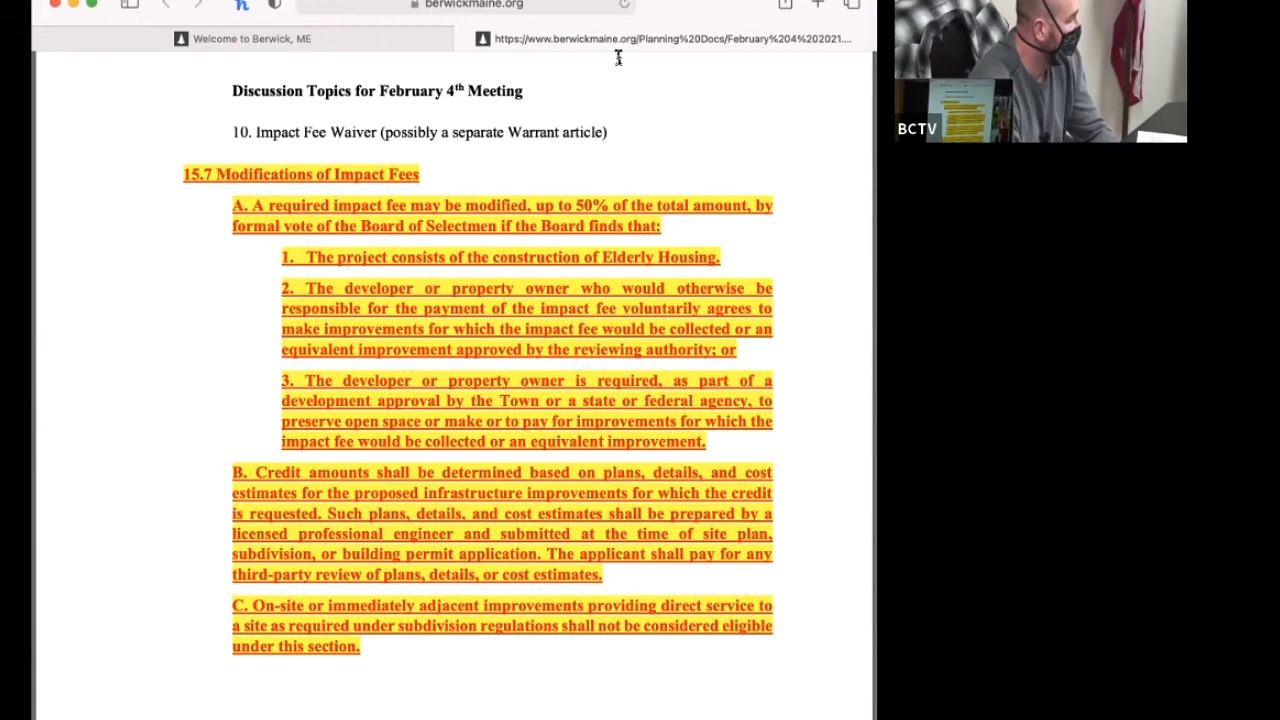 berwickmaine.org
Welcome to Berwick, ME
https://www.berwickmaine.org/Planning%20Docs/February%204%202021....
Discussion Topics for February 4th Meeting
10. Impact Fee Waiver (possibly a separate Warrant article)
15.7 Modifications of Impact Fees
A. A required impact fee may be modified, up to 50% of the total amount, by
formal vote of the Board of Selectmen if the Board finds that:
1. The project consists of the construction of Elderly Housing.
2. The developer or property owner who would otherwise be
responsible for the payment of the impact fee voluntarily agrees to
make improvements for which the impact fee would be collected or an
equivalent improvement approved by the reviewing authority; or
3. The developer or property owner is required, as part of a
development approval by the Town or a state or federal agency, to
preserve open space or make or to pay for improvements for which the
impact fee would be collected or an equivalent improvement.
B. Credit amounts shall be determined based on plans, details, and cost
estimates for the proposed infrastructure improvements for which the credit
is requested. Such plans, details, and cost estimates shall be prepared by a
licensed professional engineer and submitted at the time of site plan,
subdivision, or building permit application. The applicant shall pay for any
third-party review of plans, details, or cost estimates.
C. On-site or immediately adjacent improvements providing direct service to
a site as required under subdivision regulations shall not be considered eligible
under this section.
BCTV